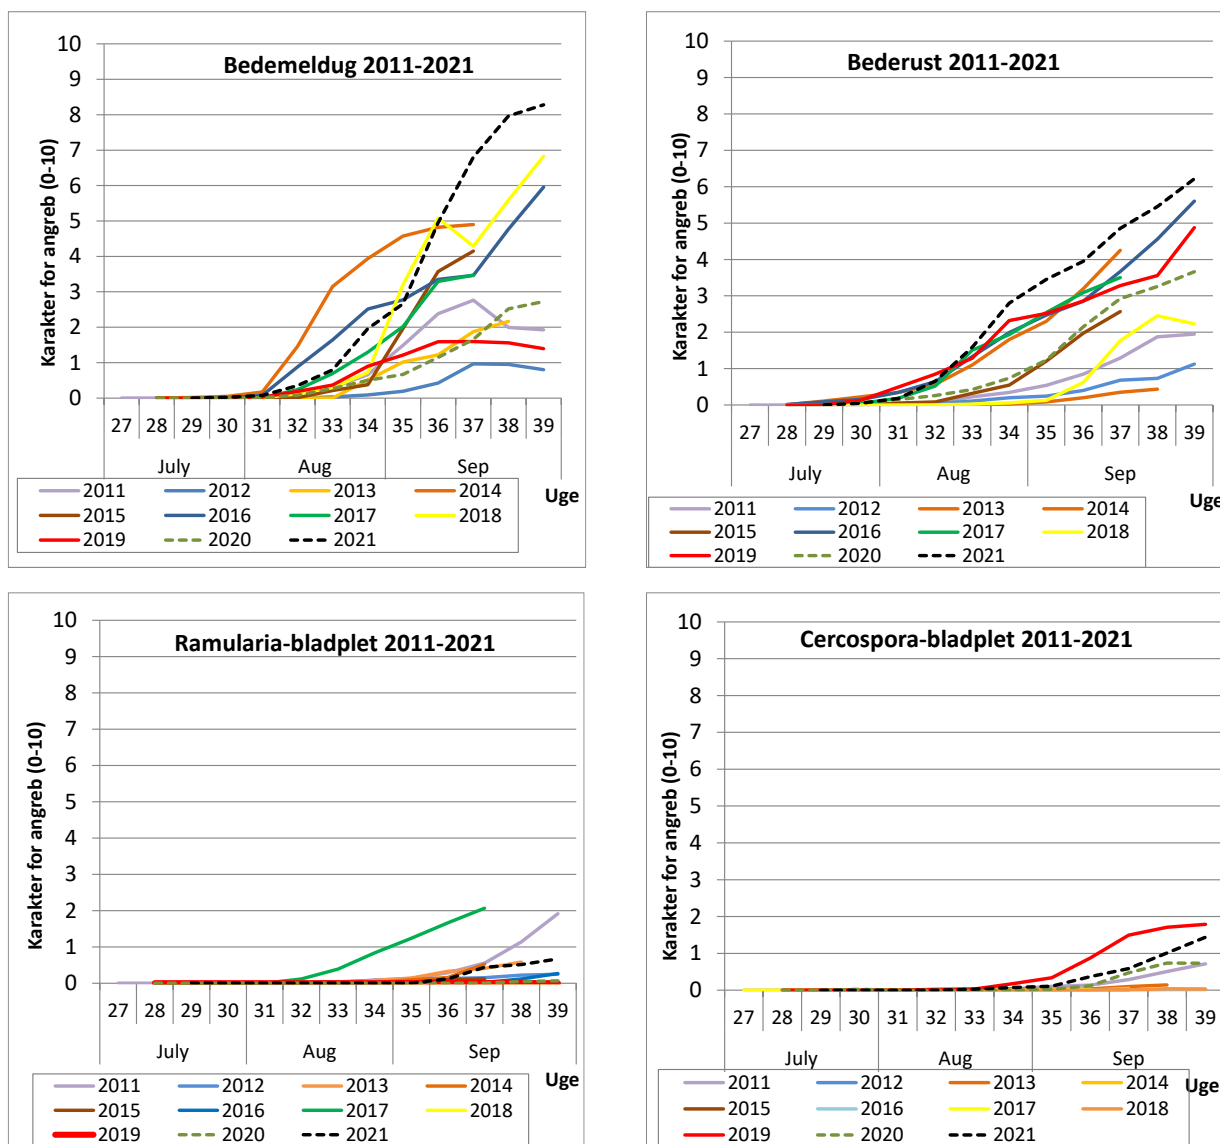 Bedemeldug 2011-2021
Karakter for angreb (0-10)
10
9
8
7
6
5
4
3
2
1
0
27 28 29 30 31 32 33 34 35 36 37 38 39
July Aug Sep
Uge
2011 2012 2013 2014
2015 2016 2017 2018
2019 2020 2021
Bederust 2011-2021
Karakter for angreb (0-10)
10
9
8
7
6
5
4
3
2
1
0
27 28 29 30 31 32 33 34 35 36 37 38 39
July Aug Sep
Uge
2011 2012 2013 2014
2015 2016 2017 2018
2019 2020 2021
Ramularia-bladplet 2011-2021
Karakter for angreb (0-10)
10
9
8
7
6
5
4
3
2
1
0
27 28 29 30 31 32 33 34 35 36 37 38 39
July Aug Sep
Uge
2011 2012 2013 2014
2015 2016 2017 2018
2019 2020 2021
Cercospora-bladplet 2011-2021
Karakter for angreb (0-10)
10
9
8
7
6
5
4
3
2
1
0
27 28 29 30 31 32 33 34 35 36 37 38 39
July Aug Sep
Uge
2011 2012 2013 2014
2015 2016 2017 2018
2019 2020 2021